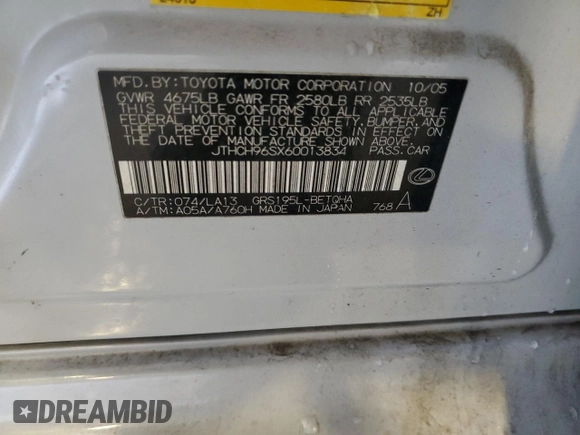 ZH
MFD. BY: TOYOTA MOTOR CORPORATION 10/05
GVWR 4675LB GAWR FR 2580LB RR 2535LB
THIS VEHICLE CONFORMS TO ALL APPLICABLE
FEDERAL MOTOR VEHICLE SAFETY, BUMPER, AND
THEFT PREVENTION STANDARDS IN EFFECT ON
THE DATE OF MANUFACTURE SHOWN ABOVE.
JTHCH96SX60013834 PASS. CAR
C/TR: 074/LA13 GRS195L-BETQHA
A/TM: A05A/A760H MADE IN JAPAN 768 A
DREAMBID